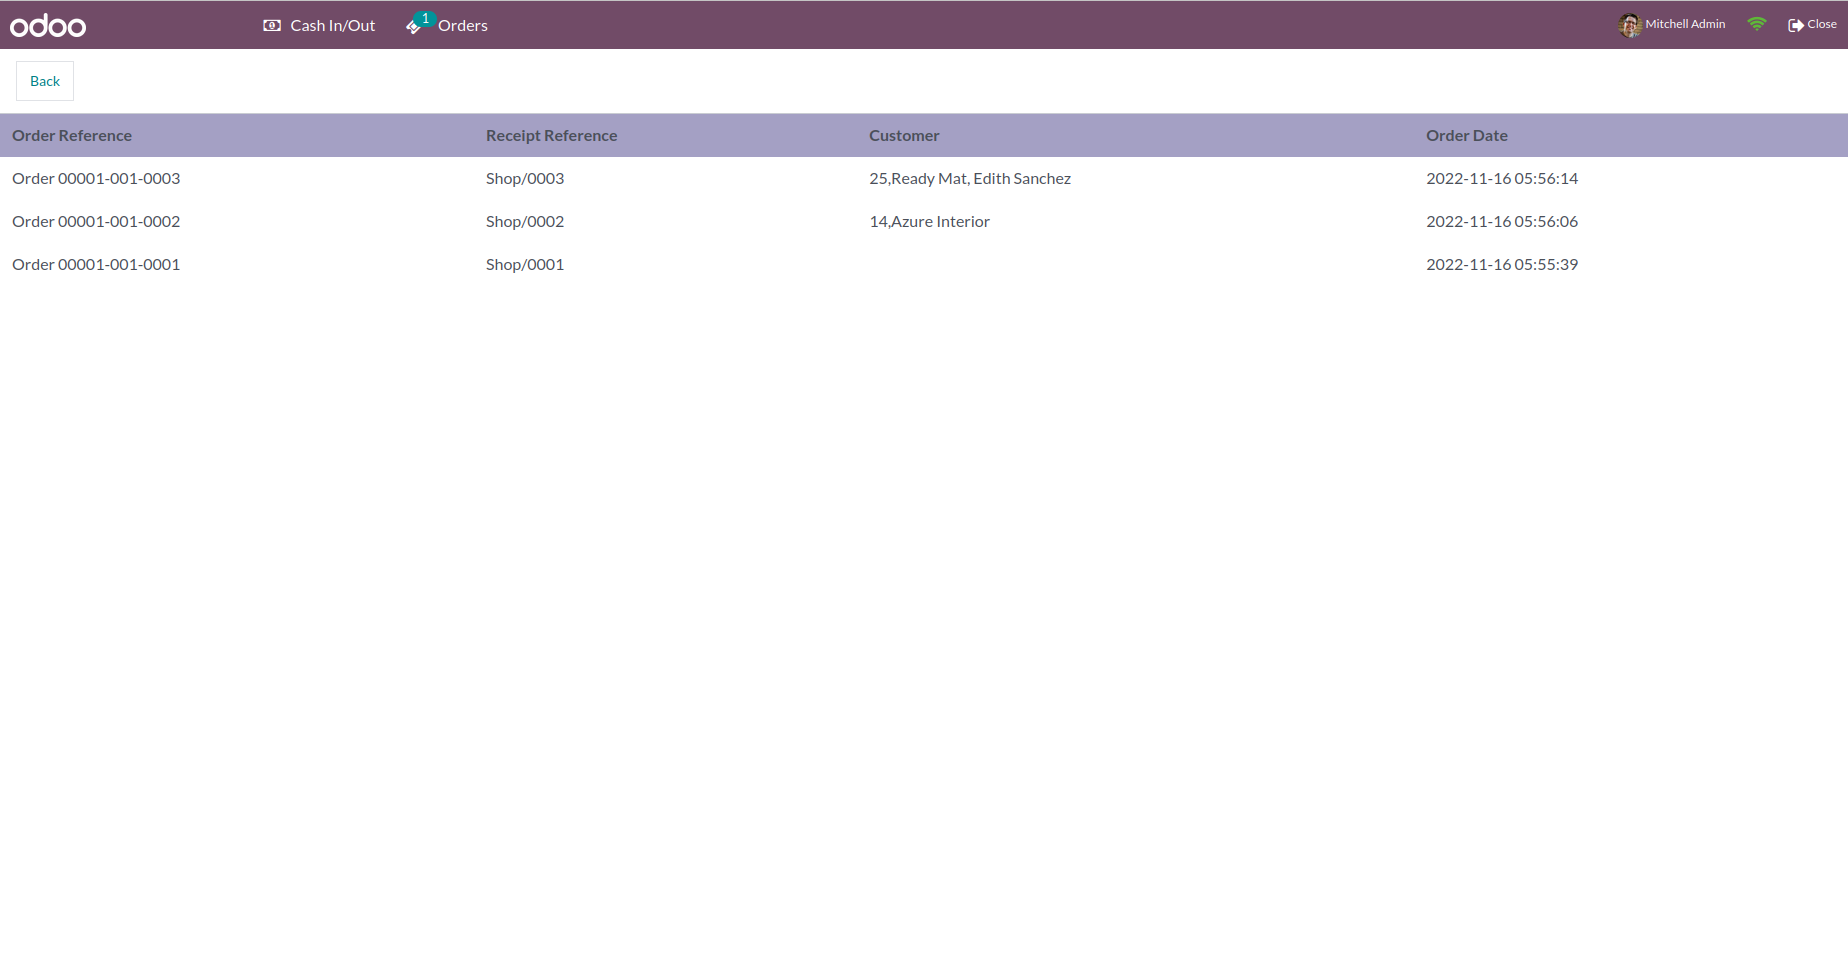 odoo Cash In/Out 1 Orders Mitchell Admin Close
Back
Order Reference Receipt Reference Customer Order Date
Order 00001-001-0003 Shop/0003 25,Ready Mat, Edith Sanchez 2022-11-16 05:56:14
Order 00001-001-0002 Shop/0002 14,Azure Interior 2022-11-16 05:56:06
Order 00001-001-0001 Shop/0001 2022-11-16 05:55:39